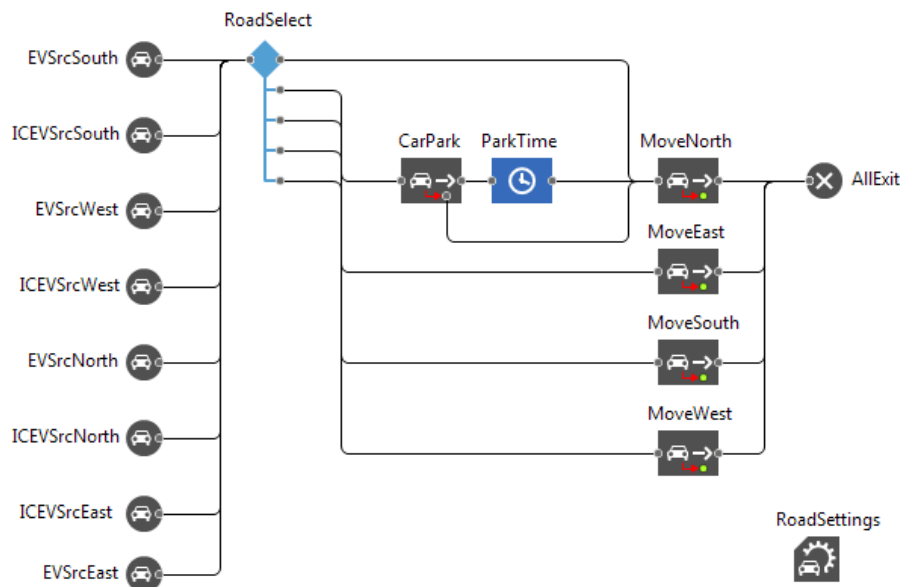 RoadSelect
EVSrcSouth
ICEVSrcSouth
CarPark
ParkTime
MoveNorth
AllExit
EVSrcWest
MoveEast
ICEVSrcWest
MoveSouth
EVSrcNorth
MoveWest
ICEVSrcNorth
ICEVSrcEast
RoadSettings
EVSrcEast